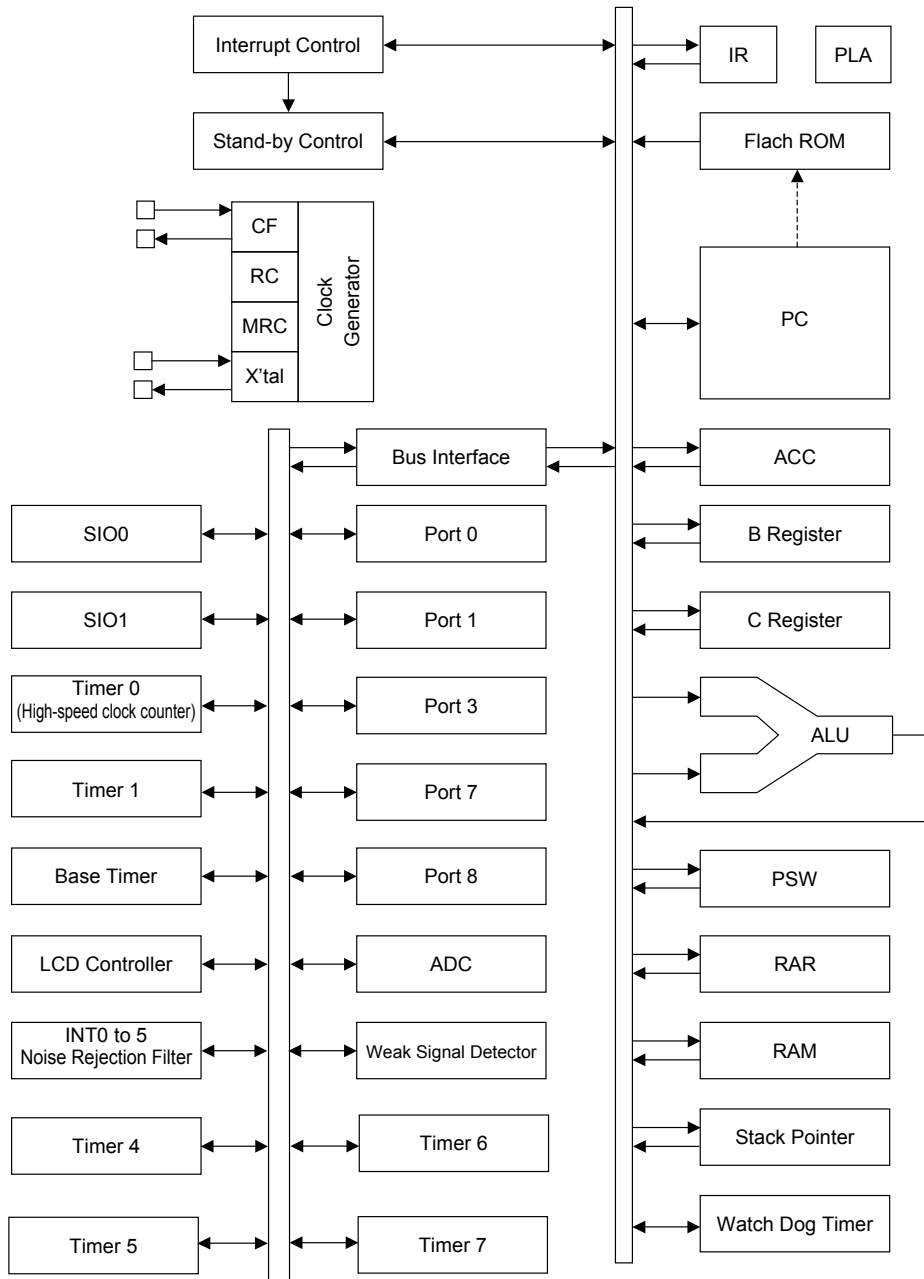 Interrupt Control
IR
PLA
Stand-by Control
Flach ROM
CF
RC
MRC
X'tal
Clock
Generator
PC
Bus Interface
ACC
SIO0
Port 0
B Register
SIO1
Port 1
C Register
Timer 0
(High-speed clock counter)
Port 3
ALU
Timer 1
Port 7
Base Timer
Port 8
PSW
LCD Controller
ADC
RAR
INT0 to 5
Noise Rejection Filter
Weak Signal Detector
RAM
Timer 4
Timer 6
Stack Pointer
Timer 5
Timer 7
Watch Dog Timer